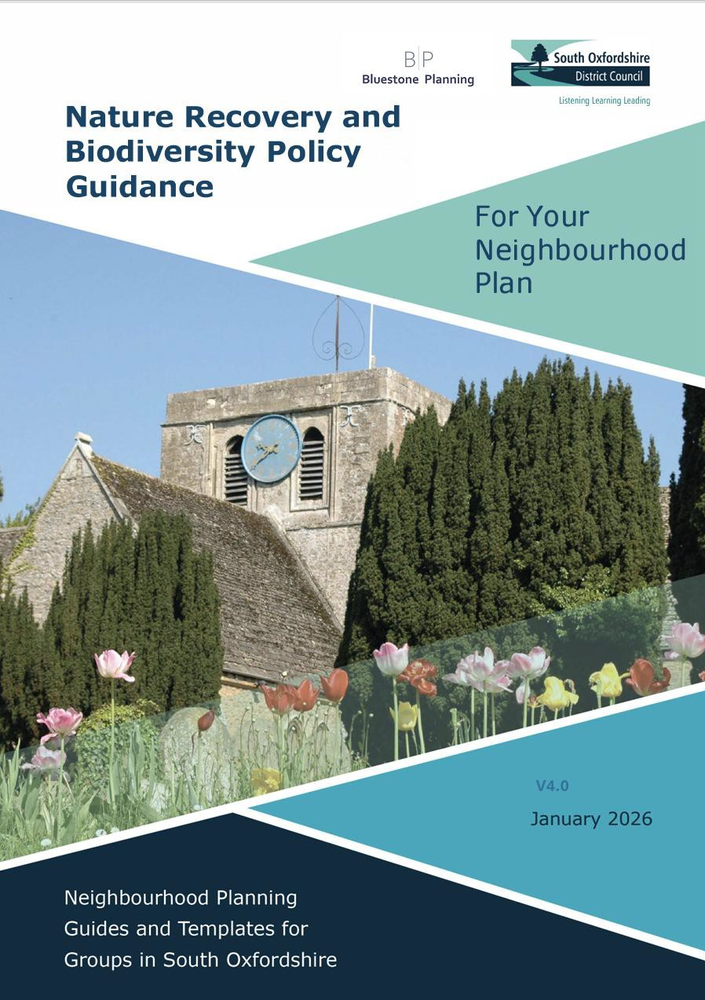 B|P
Bluestone Planning
South Oxfordshire
District Council
Listening Learning Leading
Nature Recovery and
Biodiversity Policy
Guidance
For Your
Neighbourhood
Plan
V4.0
January 2026
Neighbourhood Planning
Guides and Templates for
Groups in South Oxfordshire